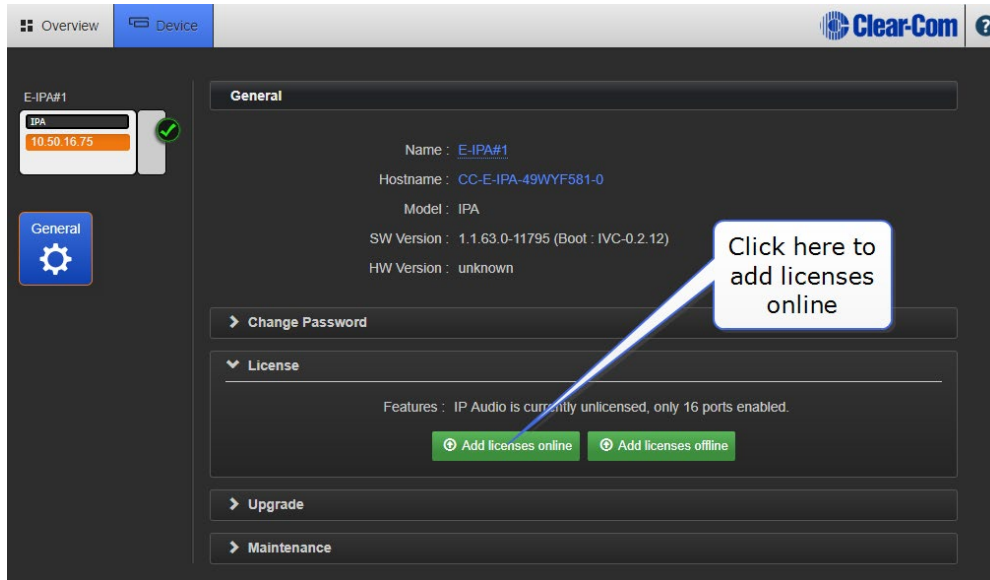 Overview
Device
Clear-Com
?
E-IPA#1
IPA
10.50.16.75
General
General
Name : E-IPA#1
Hostname : CC-E-IPA-49WYF581-0
Model : IPA
SW Version : 1.1.63.0-11795 (Boot : IVC-0.2.12)
HW Version : unknown
Click here to
add licenses
online
Change Password
License
Features : IP Audio is currently unlicensed, only 16 ports enabled.
Add licenses online
Add licenses offline
Upgrade
Maintenance